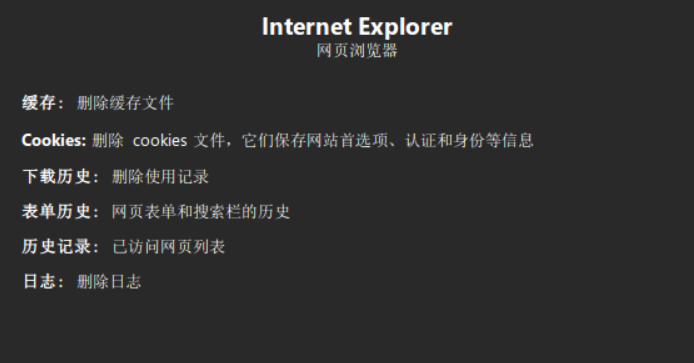 Internet Explorer
网页浏览器
缓存： 删除缓存文件
Cookies: 删除 cookies 文件，它们保存网站首选项、认证和身份等信息
下载历史： 删除使用记录
表单历史： 网页表单和搜索栏的历史
历史记录： 已访问网页列表
日志： 删除日志